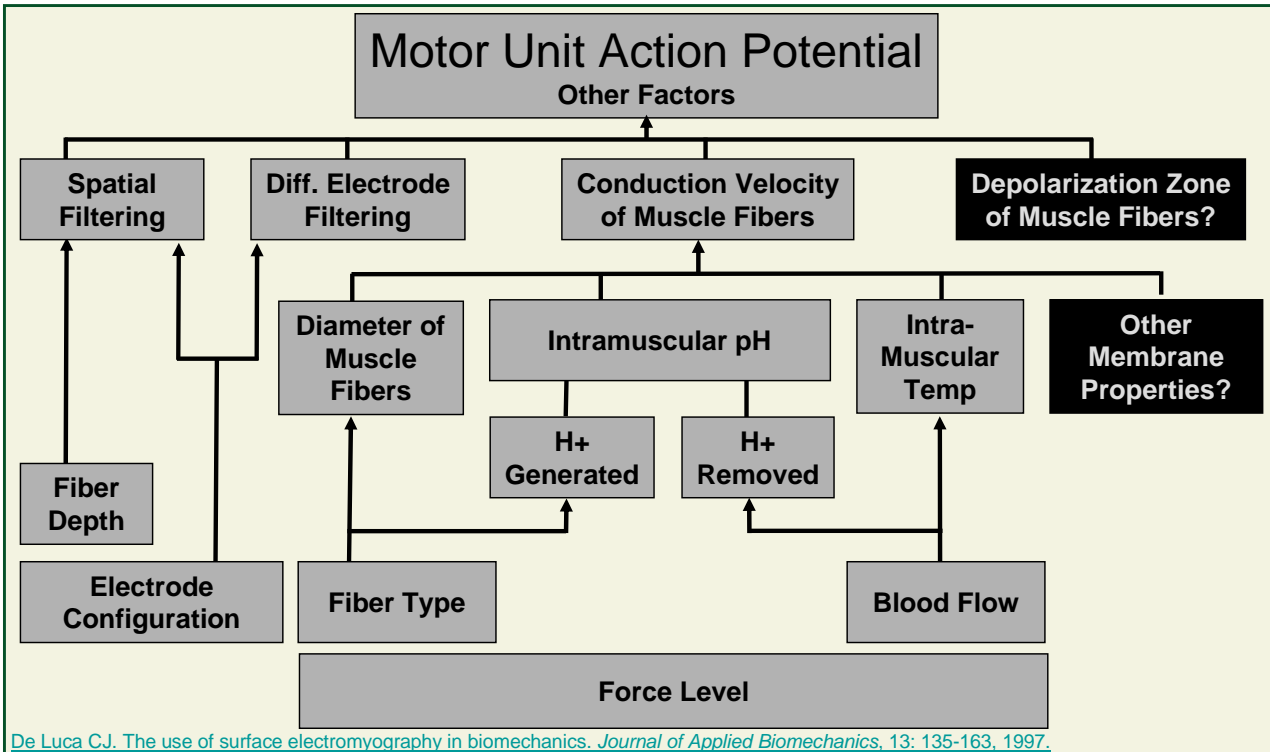 Motor Unit Action Potential
Other Factors
Spatial
Filtering
Diff. Electrode
Filtering
Conduction Velocity
of Muscle Fibers
Depolarization Zone
of Muscle Fibers?
Diameter of
Muscle
Fibers
Intramuscular pH
Intra-
Muscular
Temp
Other
Membrane
Properties?
H+
Generated
H+
Removed
Fiber
Depth
Electrode
Configuration
Fiber Type
Blood Flow
Force Level
De Luca CJ. The use of surface electromyography in biomechanics. Journal of Applied Biomechanics, 13: 135-163, 1997.